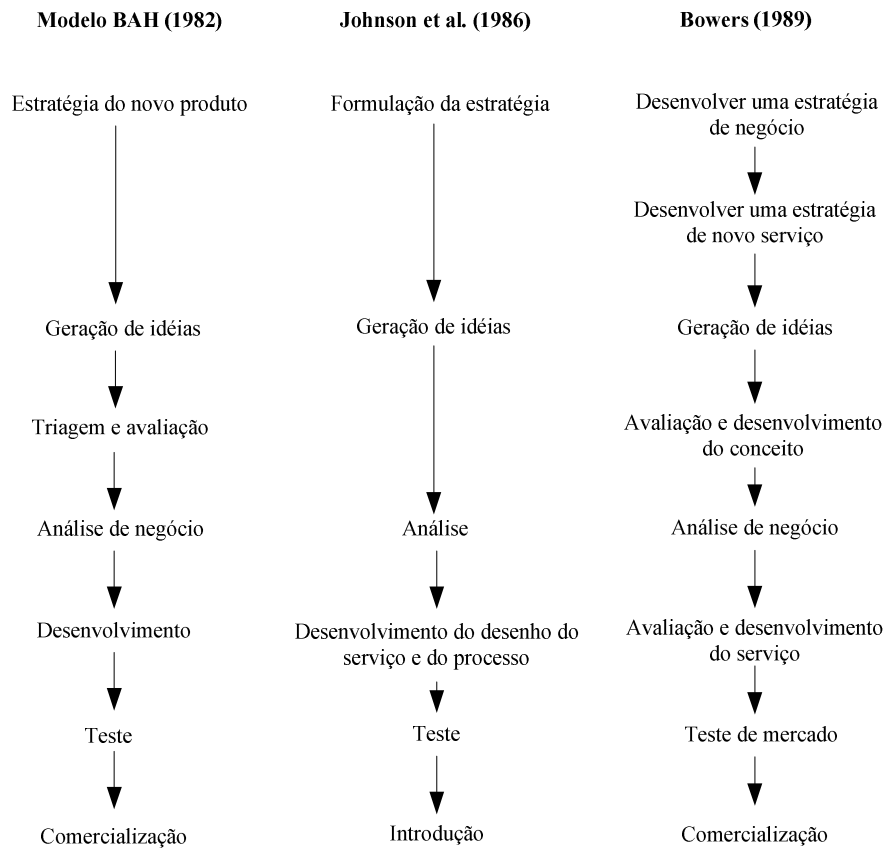 Modelo BAH (1982)
Estratégia do novo produto
Geração de idéias
Triagem e avaliação
Análise de negócio
Desenvolvimento
Teste
Comercialização
Johnson et al. (1986)
Formulação da estratégia
Geração de idéias
Análise
Desenvolvimento do desenho do
serviço e do processo
Teste
Introdução
Bowers (1989)
Desenvolver uma estratégia
de negócio
Desenvolver uma estratégia
de novo serviço
Geração de idéias
Avaliação e desenvolvimento
do conceito
Análise de negócio
Avaliação e desenvolvimento
do serviço
Teste de mercado
Comercialização